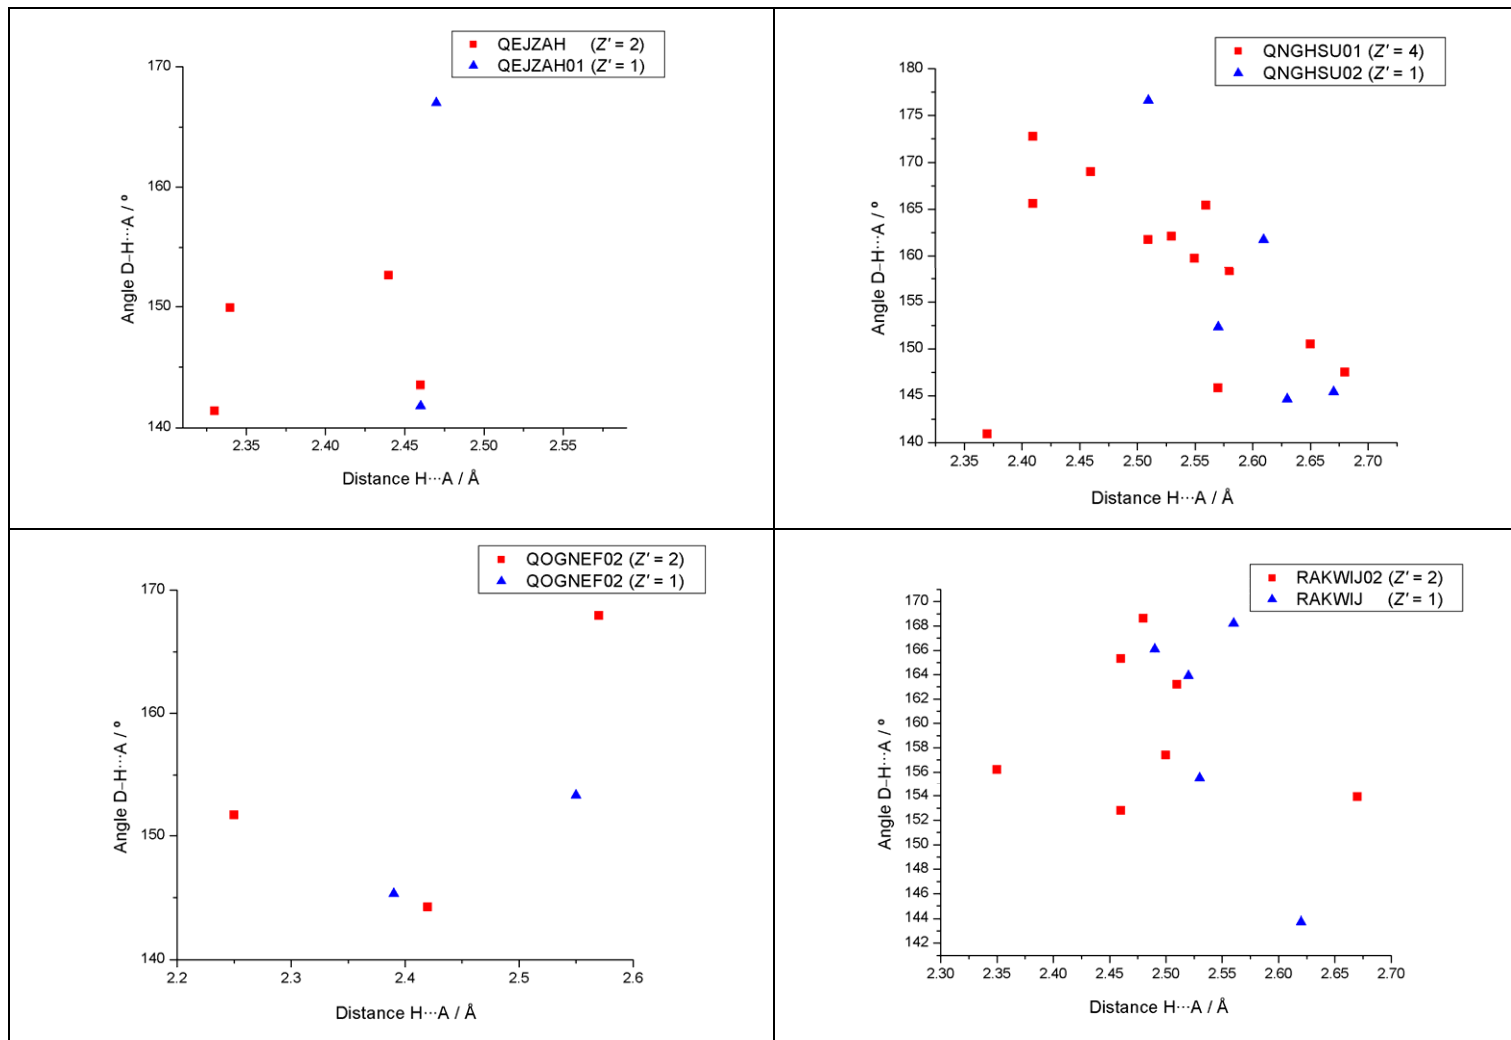 QEJZAH (Z' = 2)
QEJZAH01 (Z' = 1)
170
160
150
140
2.35 2.40 2.45 2.50 2.55
Angle D–H···A / º
Distance H···A / Å
QNGHSU01 (Z' = 4)
QNGHSU02 (Z' = 1)
180
175
170
165
160
155
150
145
140
2.35 2.40 2.45 2.50 2.55 2.60 2.65 2.70
Angle D–H···A / º
Distance H···A / Å
QOGNEF02 (Z' = 2)
QOGNEF02 (Z' = 1)
170
160
150
140
2.2 2.3 2.4 2.5 2.6
Angle D–H···A / º
Distance H···A / Å
RAKWIJ02 (Z' = 2)
RAKWIJ (Z' = 1)
170
168
166
164
162
160
158
156
154
152
150
148
146
144
142
2.30 2.35 2.40 2.45 2.50 2.55 2.60 2.65 2.70
Angle D–H···A / º
Distance H···A / Å